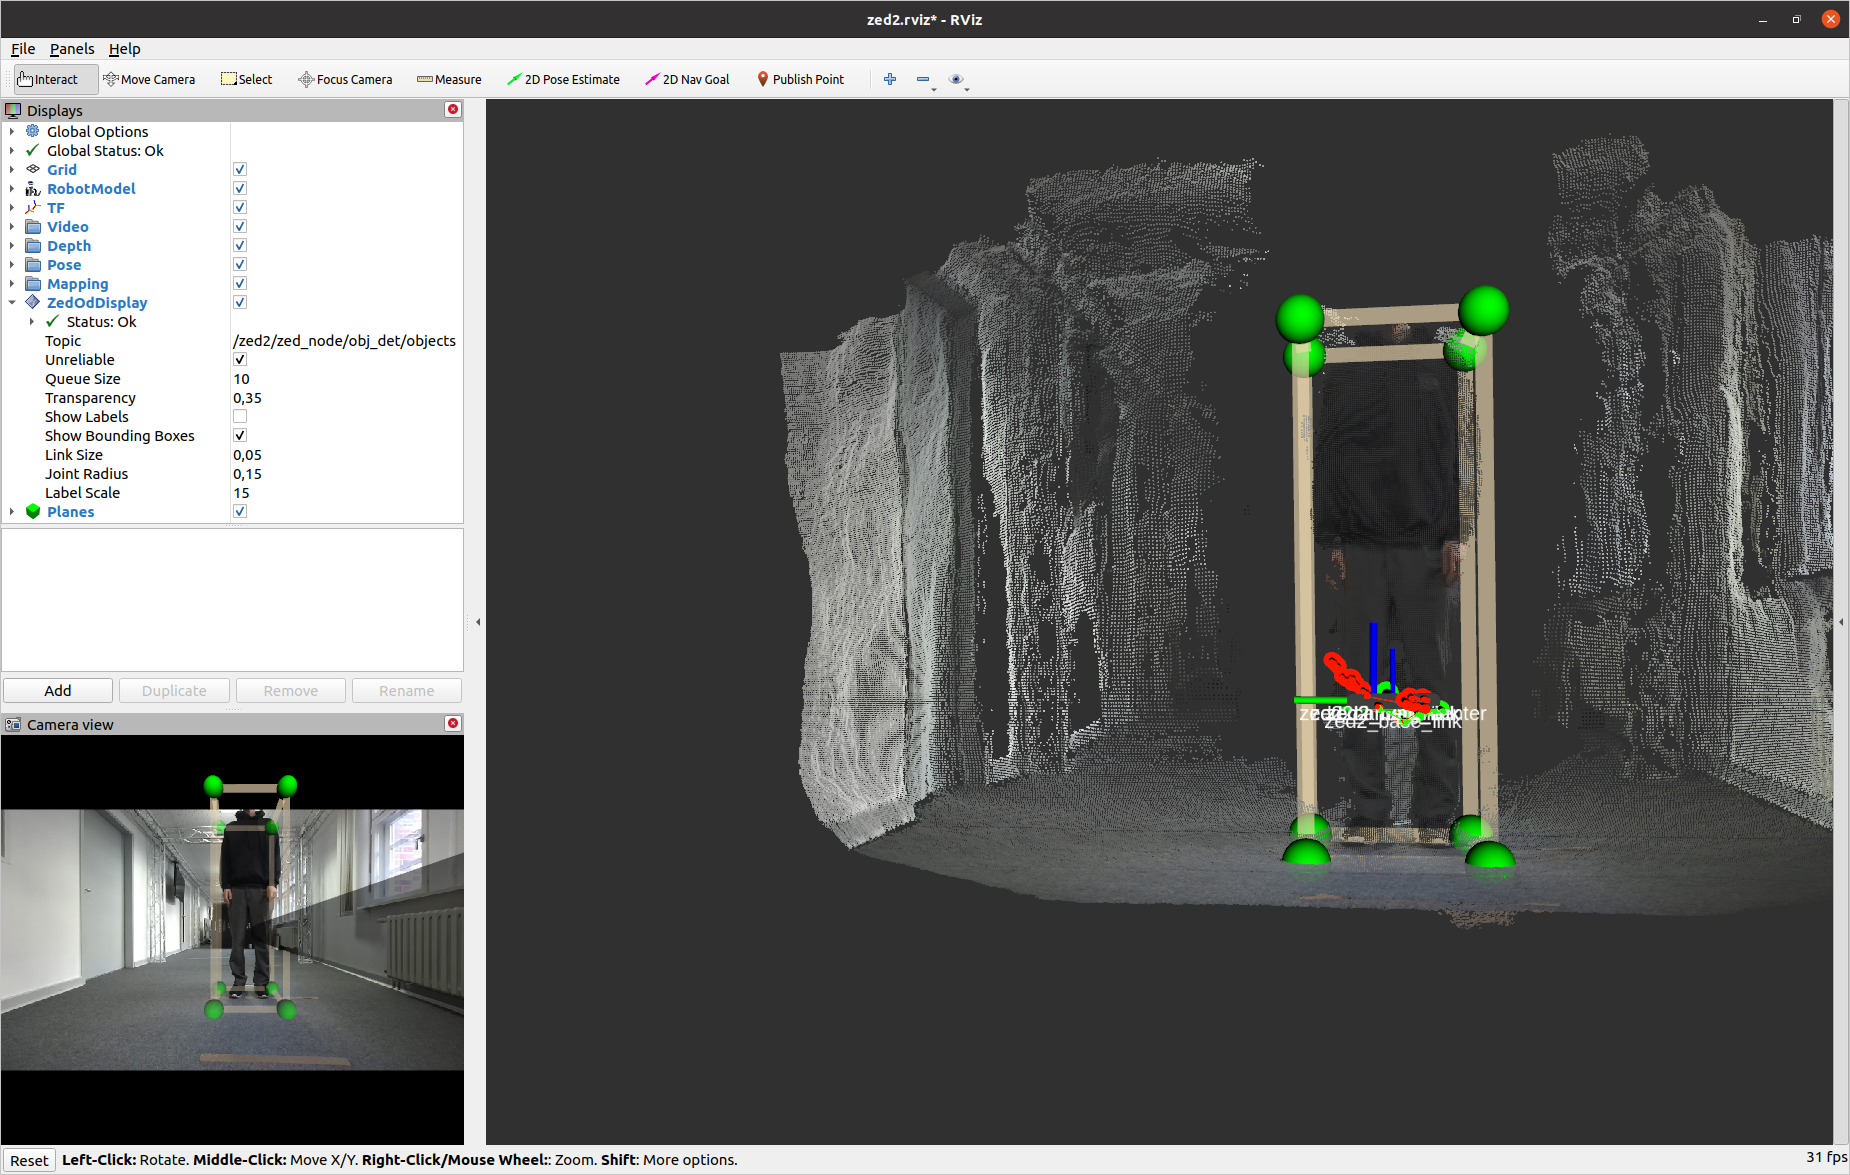 zed2.rviz* - RViz
File Panels Help
Interact Move Camera Select Focus Camera Measure 2D Pose Estimate 2D Nav Goal Publish Point
Displays
Global Options
Global Status: Ok
Grid
RobotModel
TF
Video
Depth
Pose
Mapping
ZedOdDisplay
Status: Ok
Topic /zed2/zed_node/obj_det/objects
Unreliable
Queue Size 10
Transparency 0,35
Show Labels
Show Bounding Boxes
Link Size 0,05
Joint Radius 0,15
Label Scale 15
Planes
Add Duplicate Remove Rename
Camera view
zed2_base_link
Reset Left-Click: Rotate. Middle-Click: Move X/Y. Right-Click/Mouse Wheel:: Zoom. Shift: More options. 31 fps